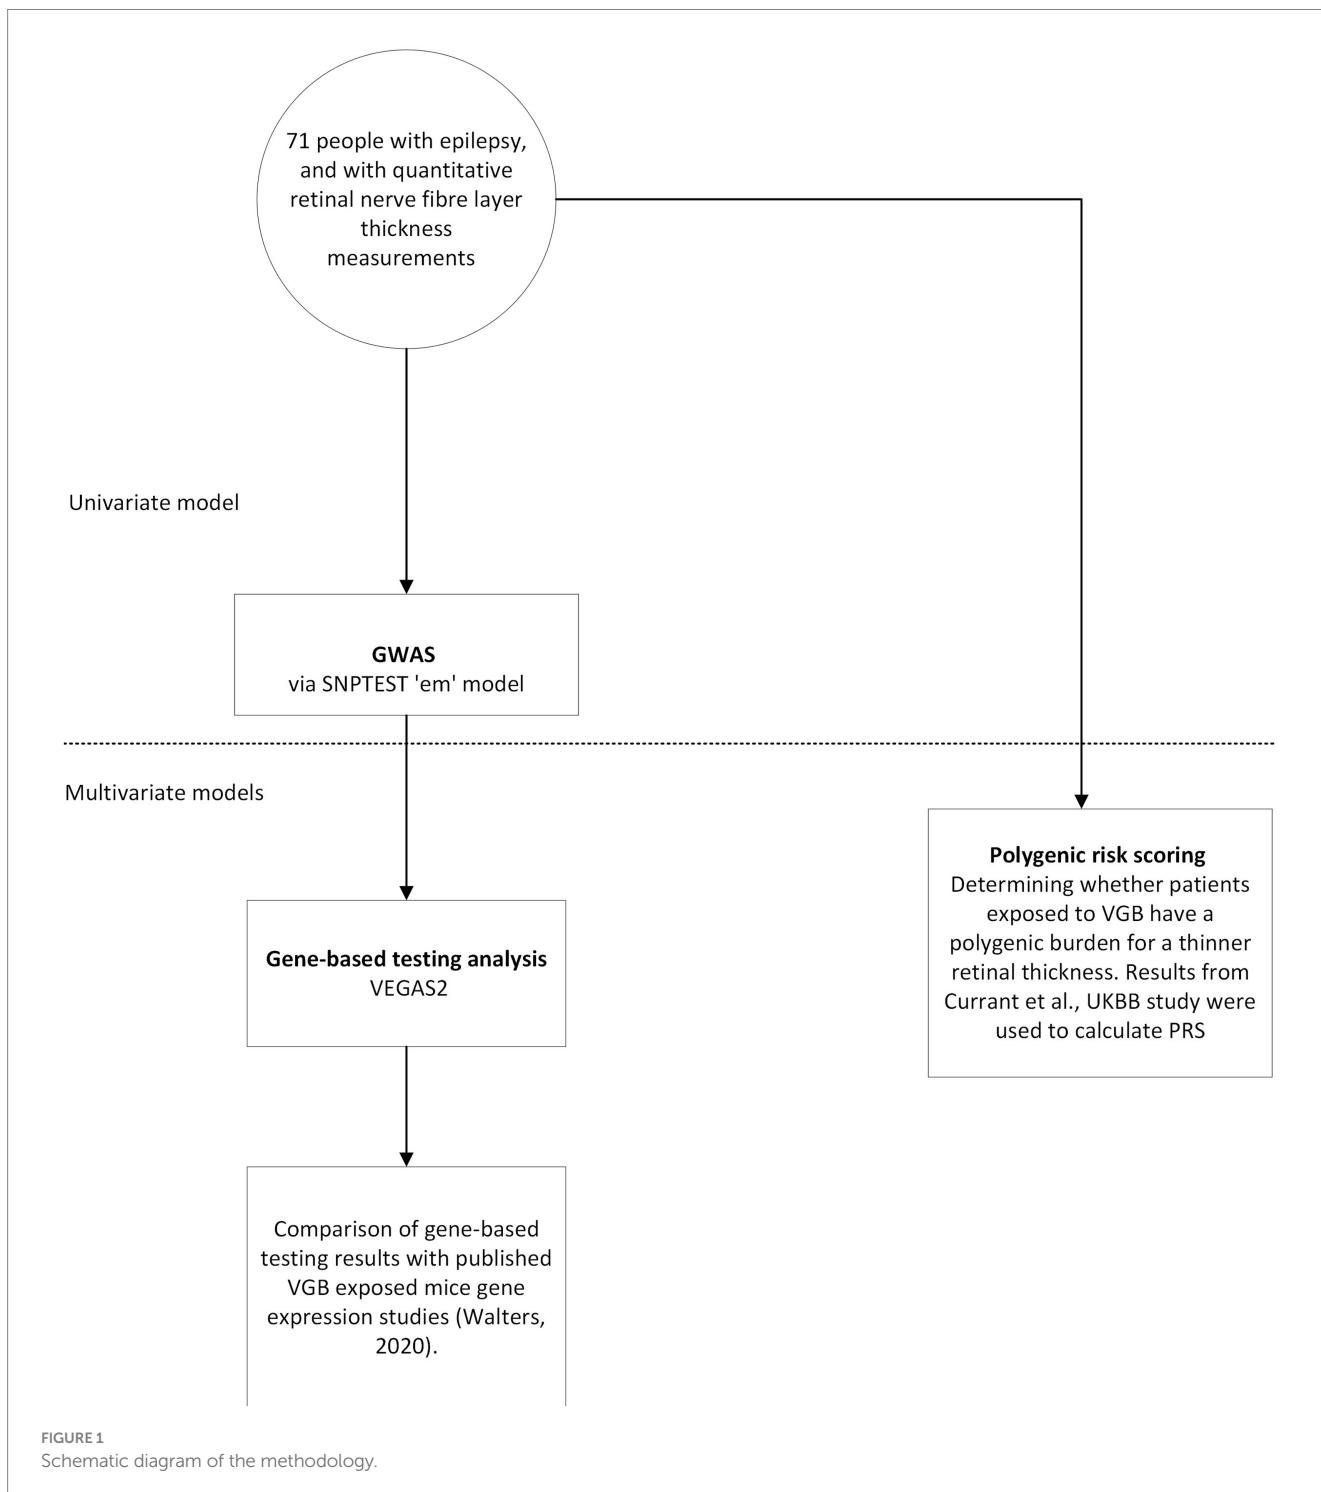 71 people with epilepsy,
and with quantitative
retinal nerve fibre layer
thickness
measurements
Univariate model
GWAS
via SNPTEST 'em' model
Multivariate models
Polygenic risk scoring
Determining whether patients
exposed to VGB have a
polygenic burden for a thinner
retinal thickness. Results from
Currant et al., UKBB study were
used to calculate PRS
Gene-based testing analysis
VEGAS2
Comparison of gene-based
testing results with published
VGB exposed mice gene
expression studies (Walters,
2020).
FIGURE 1
Schematic diagram of the methodology.